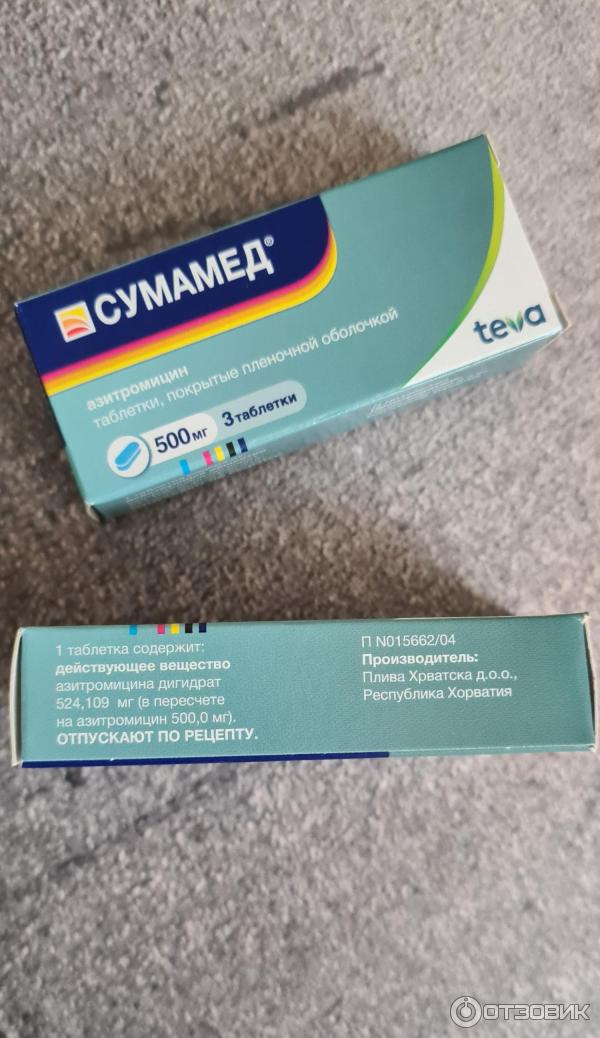 СУМАМЕД®
teva
азитромицин
таблетки, покрытые пленочной оболочкой
500 мг 3 таблетки
1 таблетка содержит:
действующее вещество
азитромицина дигидрат
524,109 мг (в пересчете
на азитромицин 500,0 мг).
ОТПУСКАЮТ ПО РЕЦЕПТУ.
П N015662/04
Производитель:
Плива Хрватска д.о.о.,
Республика Хорватия
ОТЗОВИК